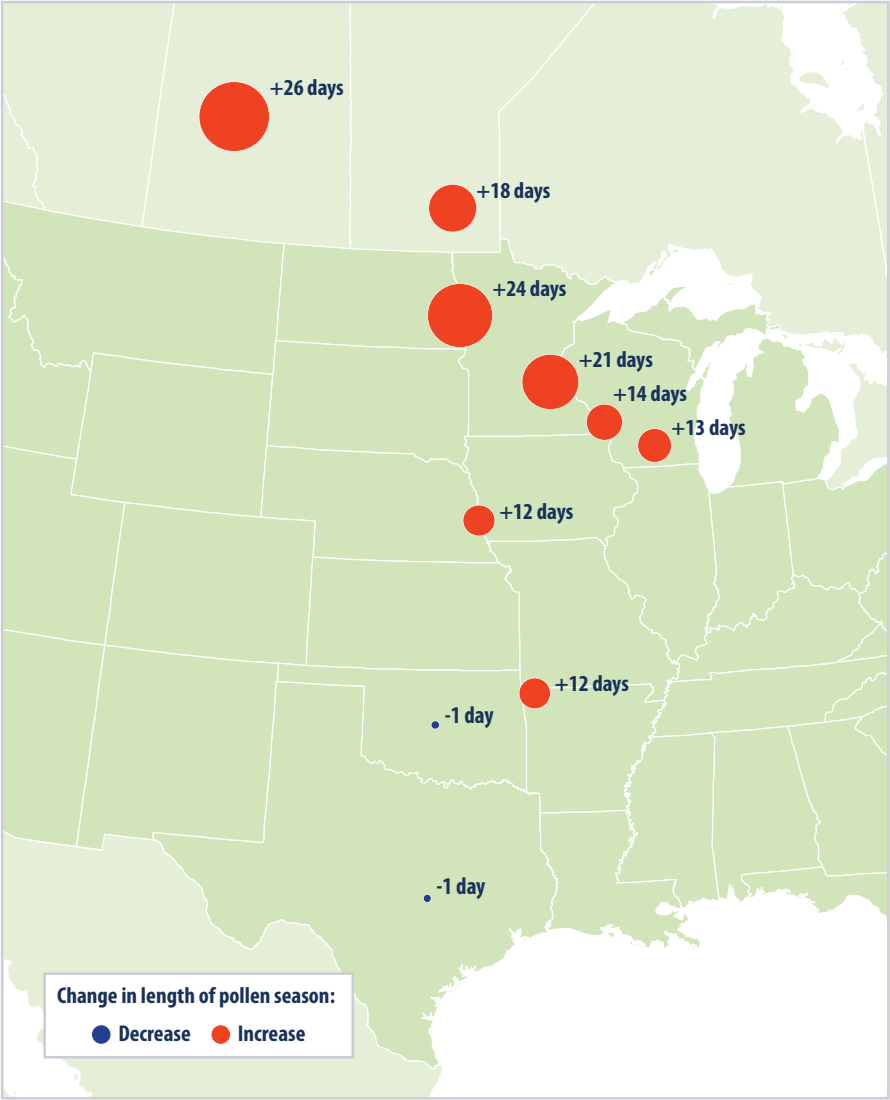 +26 days
+18 days
+24 days
+21 days
+14 days
+13 days
+12 days
+12 days
-1 day
-1 day
Change in length of pollen season:
Decrease Increase